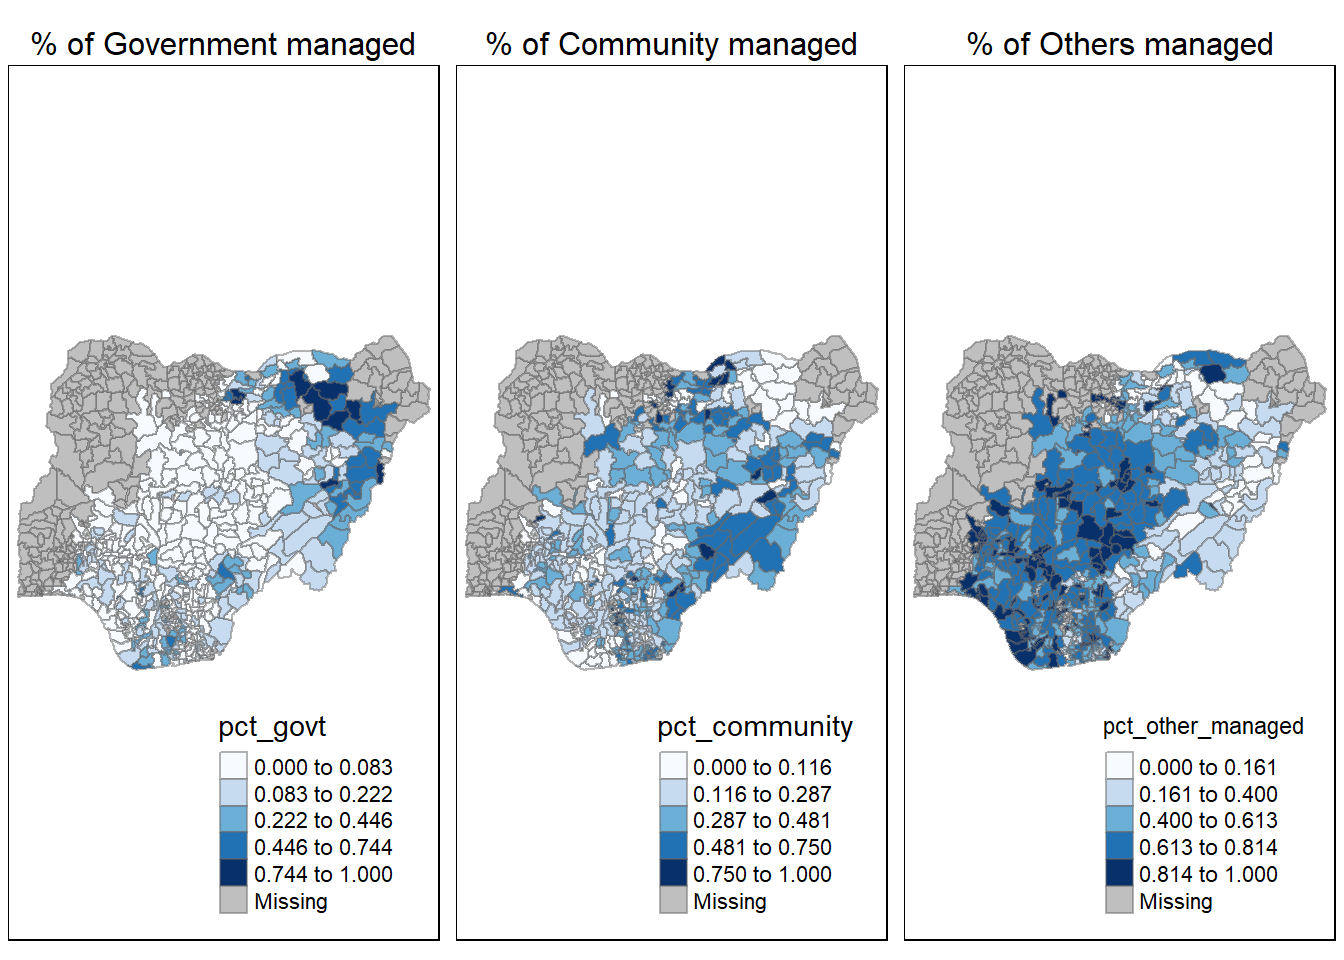 % of Government managed
% of Community managed
% of Others managed
pct_govt
0.000 to 0.083
0.083 to 0.222
0.222 to 0.446
0.446 to 0.744
0.744 to 1.000
Missing
pct_community
0.000 to 0.116
0.116 to 0.287
0.287 to 0.481
0.481 to 0.750
0.750 to 1.000
Missing
pct_other_managed
0.000 to 0.161
0.161 to 0.400
0.400 to 0.613
0.613 to 0.814
0.814 to 1.000
Missing